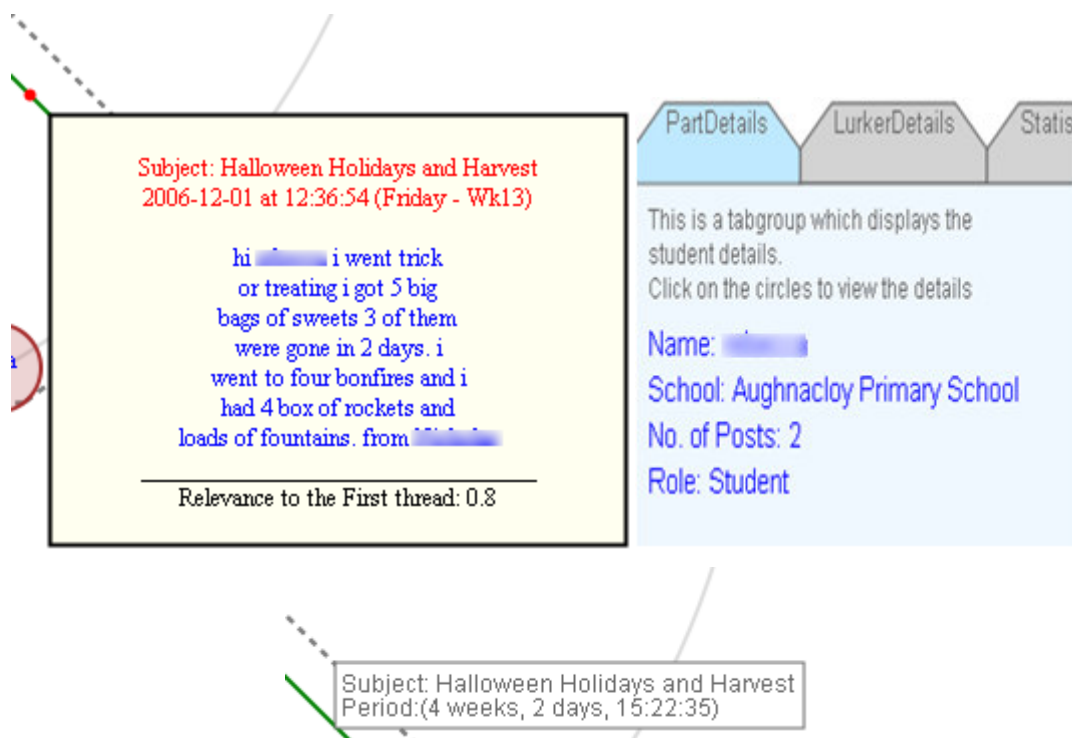 Subject: Halloween Holidays and Harvest
2006-12-01 at 12:36:54 (Friday - Wk13)
hi i went trick
or treating i got 5 big
bags of sweets 3 of them
were gone in 2 days. i
went to four bonfires and i
had 4 box of rockets and
loads of fountains. from
Relevance to the First thread: 0.8
PartDetails
LurkerDetails
Statis
This is a tabgroup which displays the
student details.
Click on the circles to view the details
Name:
School: Aughnacloy Primary School
No. of Posts: 2
Role: Student
Subject: Halloween Holidays and Harvest
Period:(4 weeks, 2 days, 15:22:35)